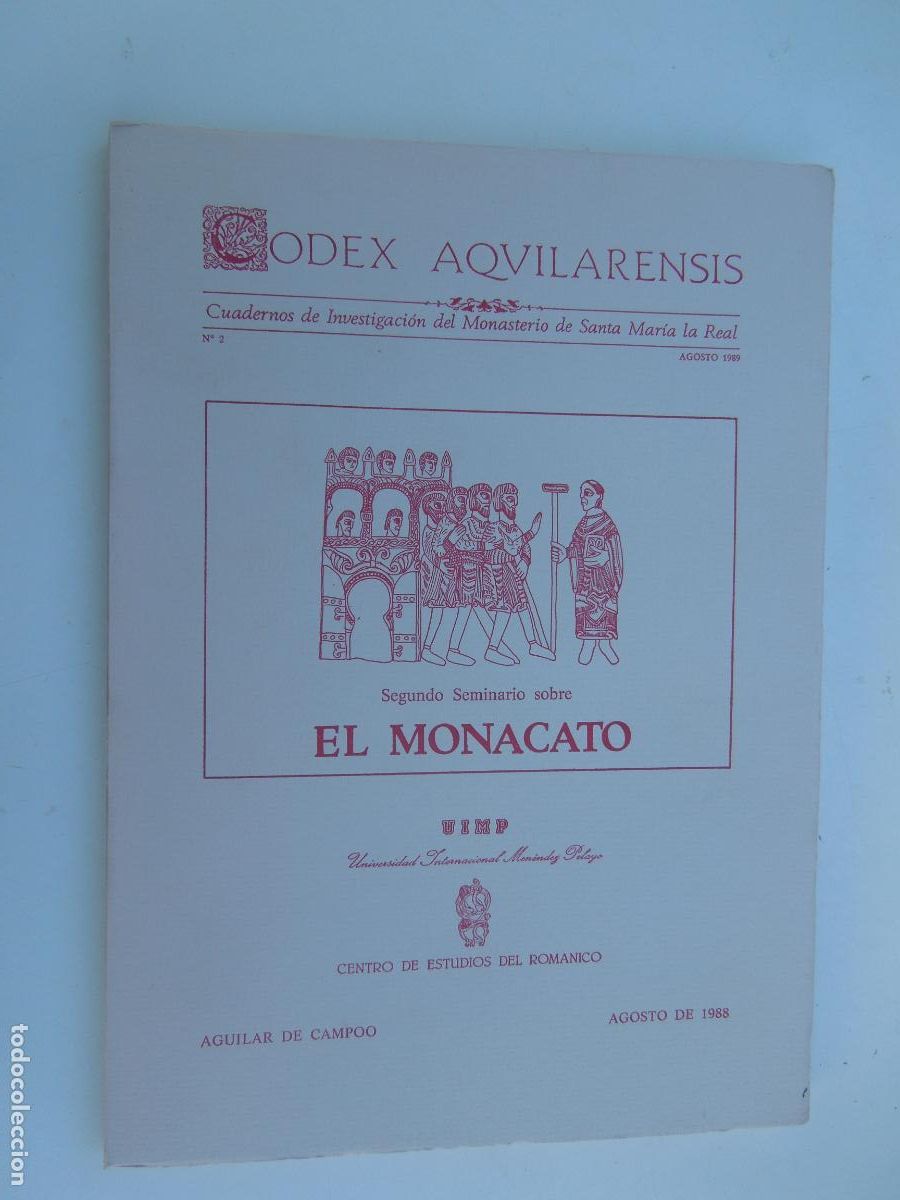 CODEX AQVILARENSIS
Cuadernos de Investigación del Monasterio de Santa María la Real
Nº 2
AGOSTO 1989
Segundo Seminario sobre
EL MONACATO
UIMP
Universidad Internacional Menéndez Pelayo
CENTRO DE ESTUDIOS DEL ROMANICO
AGUILAR DE CAMPOO
AGOSTO DE 1988
todocoleccion